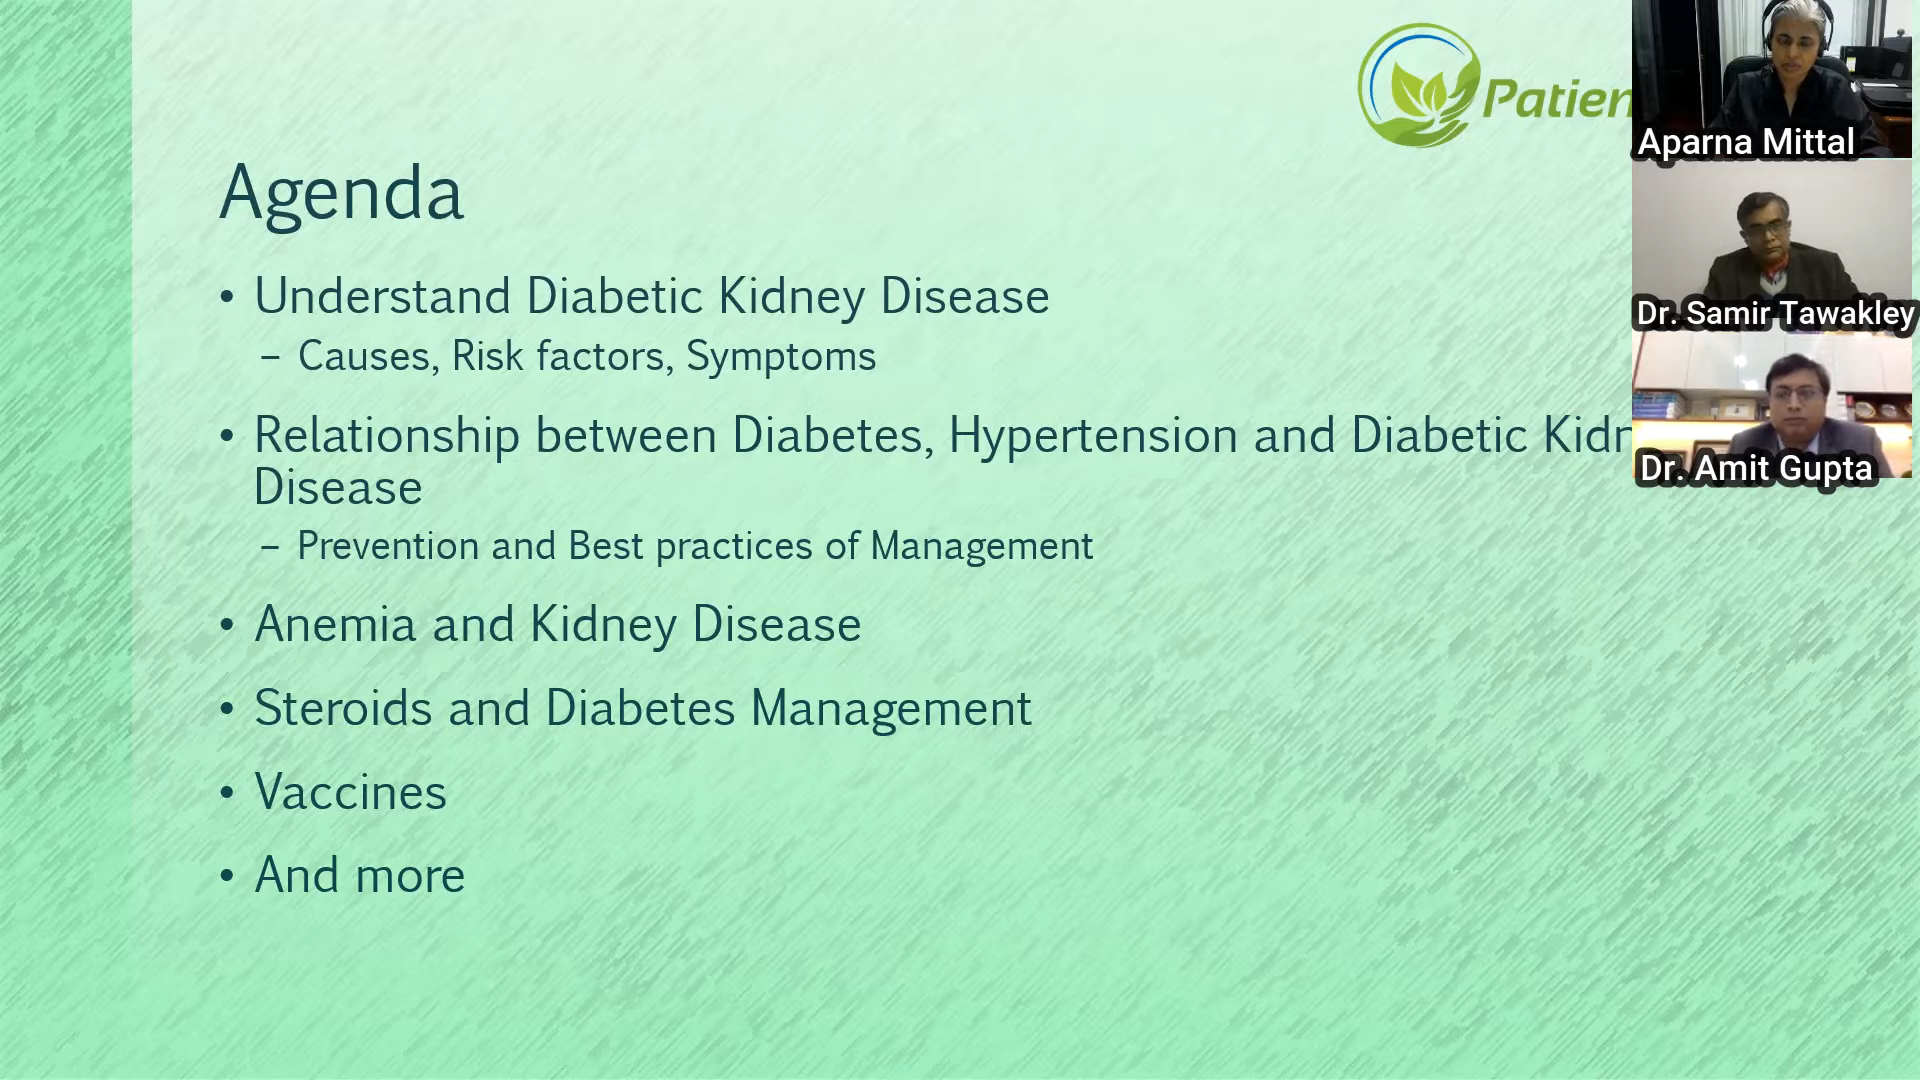 Patien
Agenda
• Understand Diabetic Kidney Disease
– Causes, Risk factors, Symptoms
• Relationship between Diabetes, Hypertension and Diabetic Kidn
Disease
– Prevention and Best practices of Management
• Anemia and Kidney Disease
• Steroids and Diabetes Management
• Vaccines
• And more
Aparna Mittal
Dr. Samir Tawakley
Dr. Amit Gupta